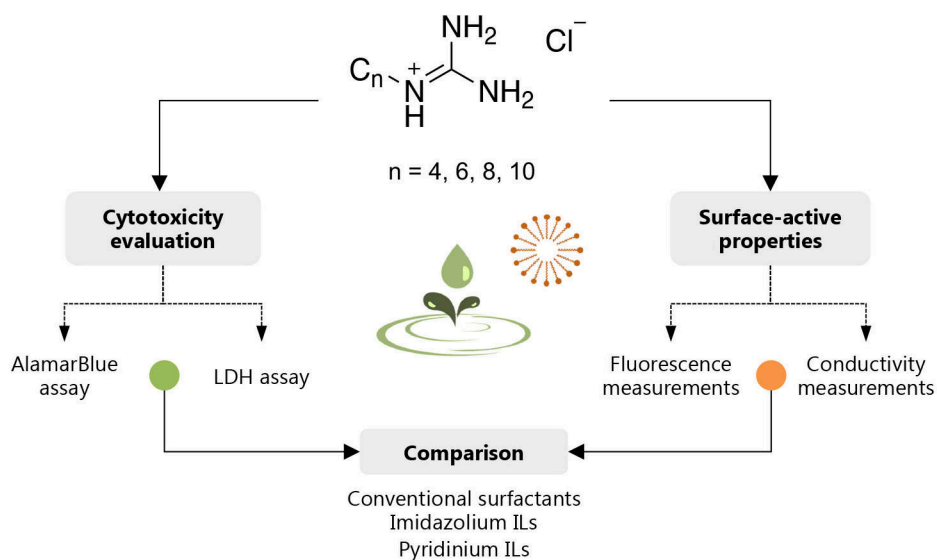 NH₂
Cl⁻
Cₙ
+
N
H
NH₂
n = 4, 6, 8, 10
Cytotoxicity
evaluation
Surface-active
properties
AlamarBlue
assay
LDH assay
Fluorescence
measurements
Conductivity
measurements
Comparison
Conventional surfactants
Imidazolium ILs
Pyridinium ILs